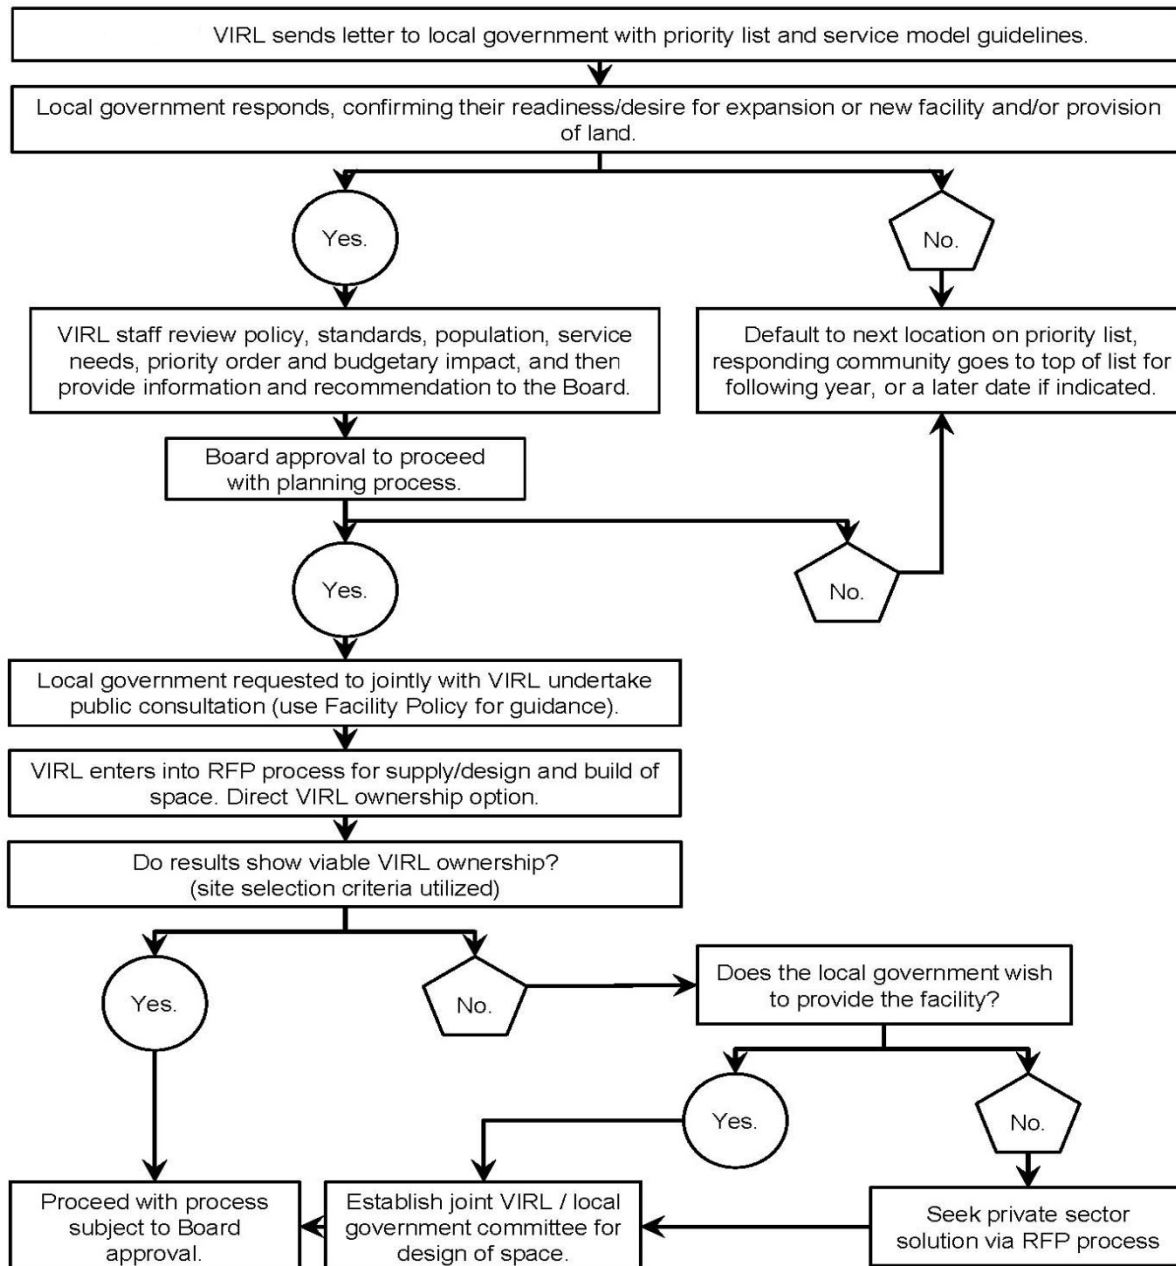 VIRL sends letter to local government with priority list and service model guidelines.
Local government responds, confirming their readiness/desire for expansion or new facility and/or provision
of land.
Yes.
No.
VIRL staff review policy, standards, population, service
needs, priority order and budgetary impact, and then
provide information and recommendation to the Board.
Default to next location on priority list,
responding community goes to top of list for
following year, or a later date if indicated.
Board approval to proceed
with planning process.
Yes.
No.
Local government requested to jointly with VIRL undertake
public consultation (use Facility Policy for guidance).
VIRL enters into RFP process for supply/design and build of
space. Direct VIRL ownership option.
Do results show viable VIRL ownership?
(site selection criteria utilized)
Yes.
No.
Does the local government wish
to provide the facility?
Yes.
No.
Proceed with process
subject to Board
approval.
Establish joint VIRL / local
government committee for
design of space.
Seek private sector
solution via RFP process